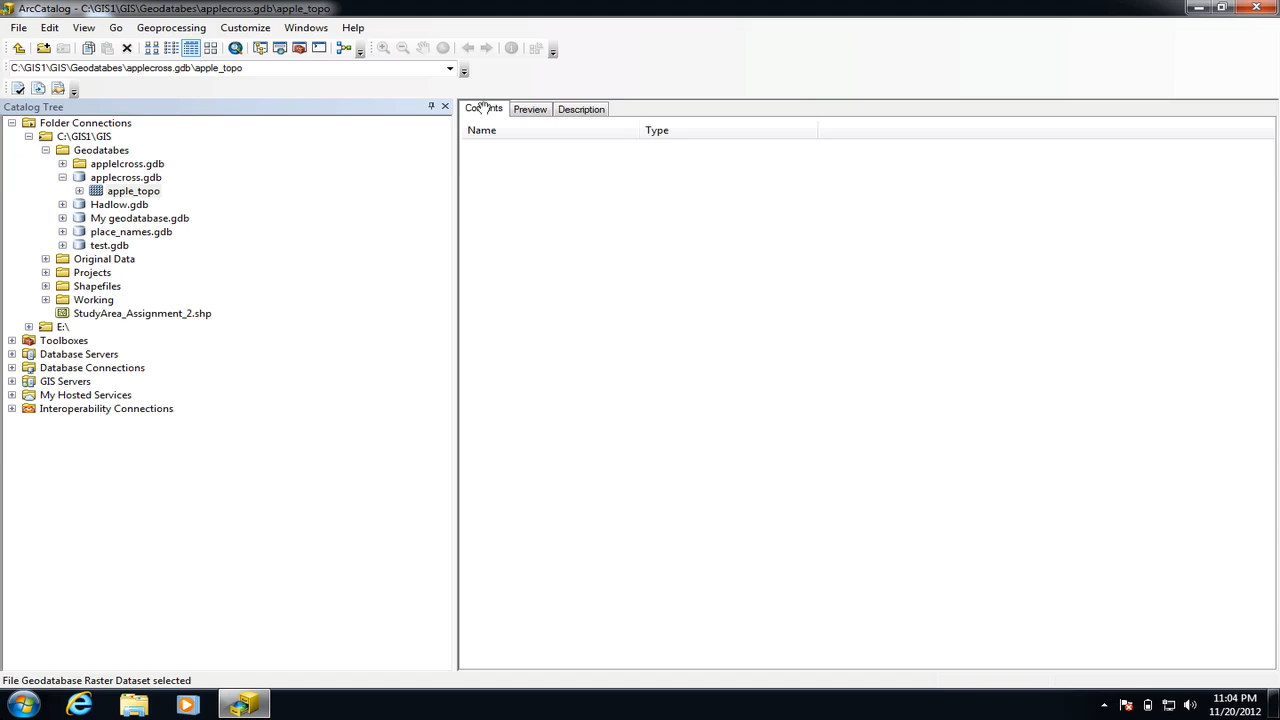 ArcCatalog - C:\GIS1\GIS\Geodatabes\applecross.gdb\apple_topo
File Edit View Go Geoprocessing Customize Windows Help
C:\GIS1\GIS\Geodatabes\applecross.gdb\apple_topo
Catalog Tree
Folder Connections
C:\GIS1\GIS
Geodatabes
applelcross.gdb
applecross.gdb
apple_topo
Hadlow.gdb
My geodatabase.gdb
place_names.gdb
test.gdb
Original Data
Projects
Shapefiles
Working
StudyArea_Assignment_2.shp
E:\
Toolboxes
Database Servers
Database Connections
GIS Servers
My Hosted Services
Interoperability Connections
Contents Preview Description
Name Type
File Geodatabase Raster Dataset selected
11:04 PM
11/20/2012